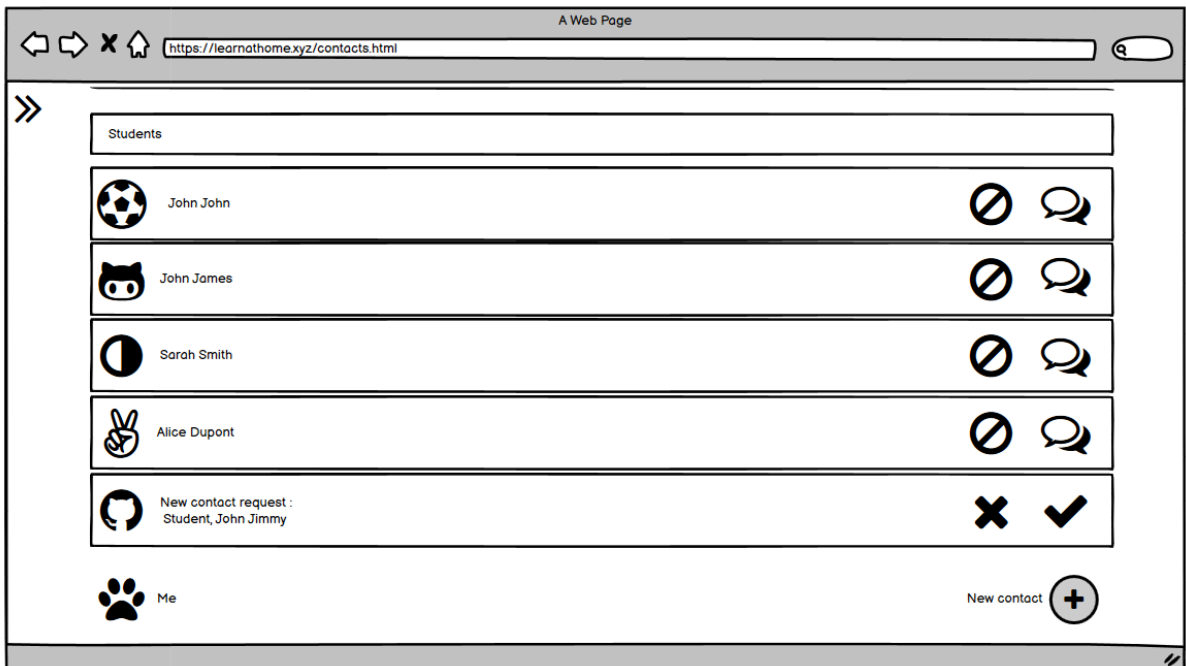 A Web Page
https://learnathome.xyz/contacts.html
Students
John John
John James
Sarah Smith
Alice Dupont
New contact request :
Student, John Jimmy
Me
New contact